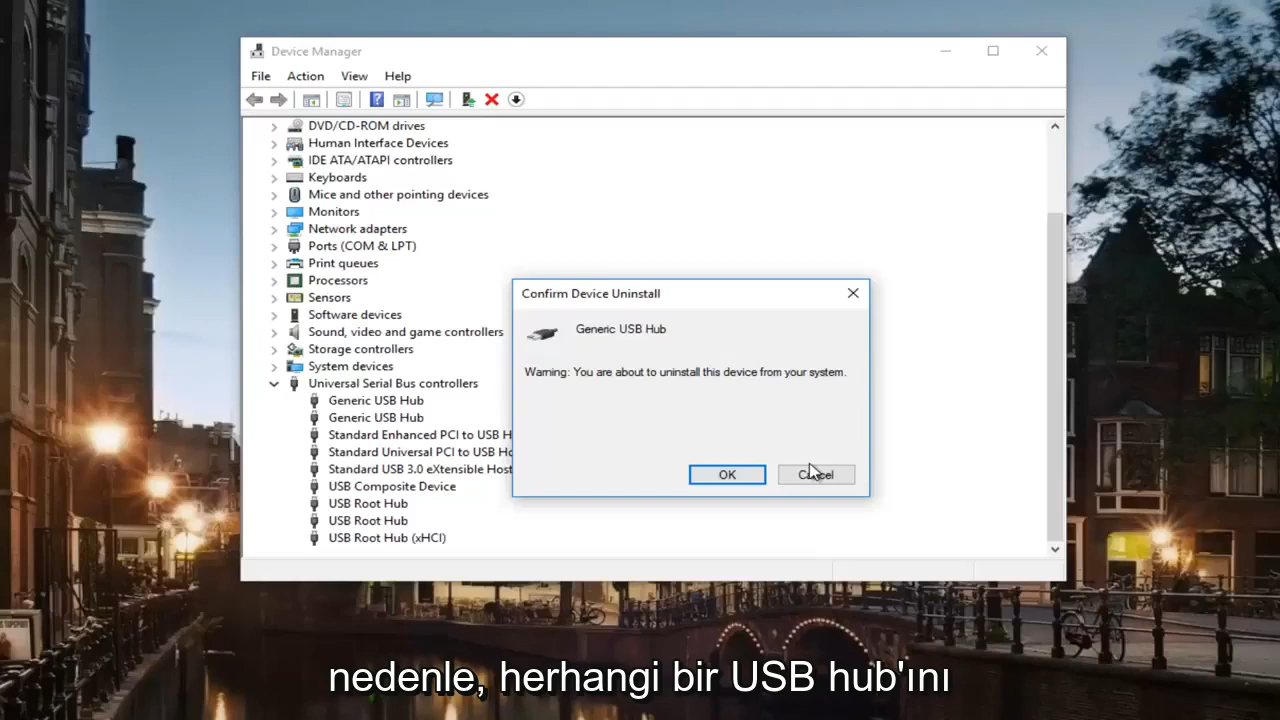 Device Manager
File Action View Help
DVD/CD-ROM drives
Human Interface Devices
IDE ATA/ATAPI controllers
Keyboards
Mice and other pointing devices
Monitors
Network adapters
Ports (COM & LPT)
Print queues
Processors
Sensors
Software devices
Sound, video and game controllers
Storage controllers
System devices
Universal Serial Bus controllers
Generic USB Hub
Generic USB Hub
Standard Enhanced PCI to USB H
Standard Universal PCI to USB Ho
Standard USB 3.0 eXtensible Host
USB Composite Device
USB Root Hub
USB Root Hub
USB Root Hub (xHCI)
Confirm Device Uninstall
Generic USB Hub
Warning: You are about to uninstall this device from your system.
OK Cancel
nedenle, herhangi bir USB hub'ını